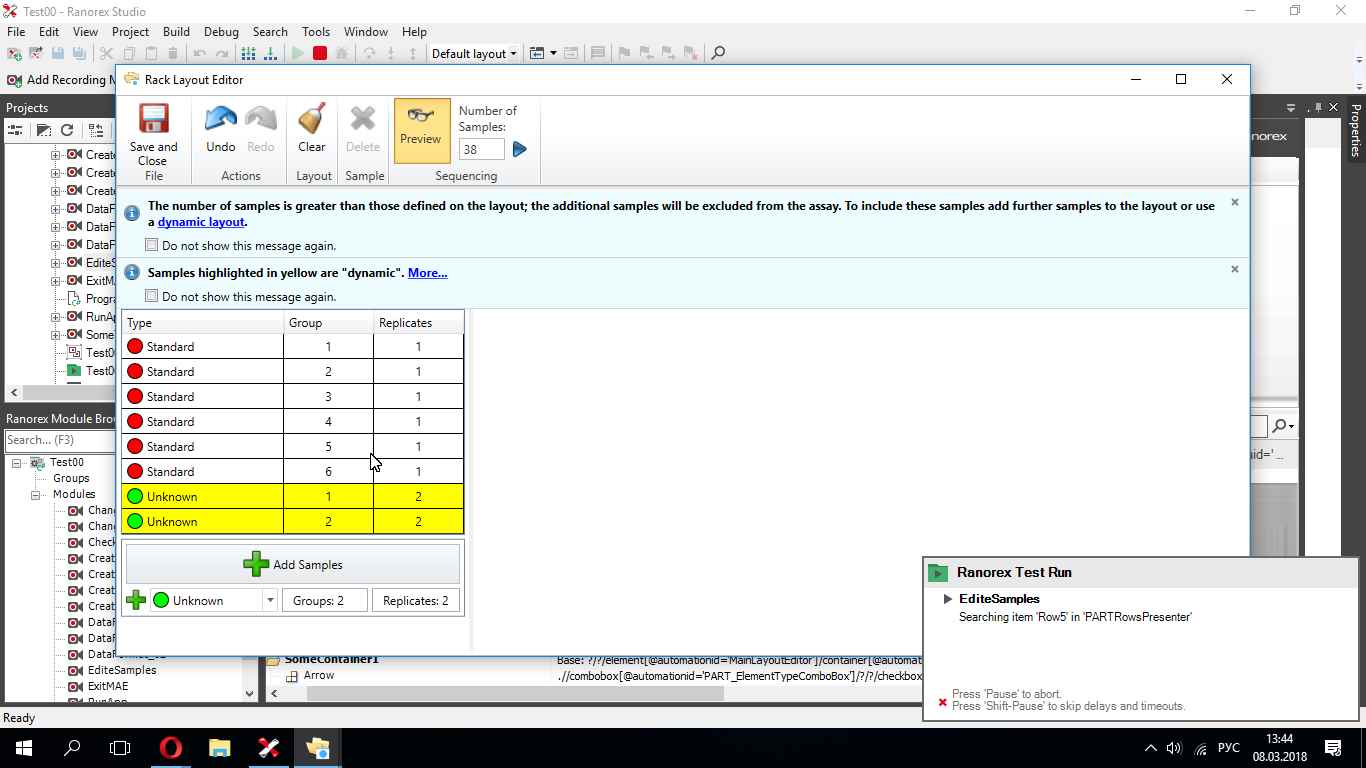 Test00 - Ranorex Studio
File Edit View Project Build Debug Search Tools Window Help
Default layout
Add Recording M
Rack Layout Editor
Save and Close
File
Undo
Redo
Actions
Clear
Layout
Delete
Sample
Preview
Number of Samples:
38
Sequencing
The number of samples is greater than those defined on the layout; the additional samples will be excluded from the assay. To include these samples add further samples to the layout or use
a dynamic layout.
Do not show this message again.
Samples highlighted in yellow are "dynamic". More...
Do not show this message again.
Type Group Replicates
Standard 1 1
Standard 2 1
Standard 3 1
Standard 4 1
Standard 5 1
Standard 6 1
Unknown 1 2
Unknown 2 2
Add Samples
Unknown Groups: 2 Replicates: 2
Projects
Create
Create
Create
DataF
DataF
DataF
EditeS
ExitM
Progra
RunAp
Some
Test0
Test0
Ranorex Module Brow
Search... (F3)
Test00
Groups
Modules
Chan
Chan
Check
Creat
Creat
Creat
Creat
DataF
DataF
EditeSamples
ExitMAE
Properties
norex
id='...
SomeContainer1 Base: ?/?/element[@automationid='MainLayoutEditor']/container[@automat
Arrow .//combobox[@automationid='PART_ElementTypeComboBox']/?/?/checkbox
Ranorex Test Run
EditeSamples
Searching item 'Row5' in 'PARTRowsPresenter'
Press 'Pause' to abort.
Press 'Shift-Pause' to skip delays and timeouts.
Ready
РУС
13:44
08.03.2018